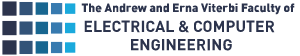 The Andrew and Erna Viterbi Faculty of
ELECTRICAL & COMPUTER
ENGINEERING